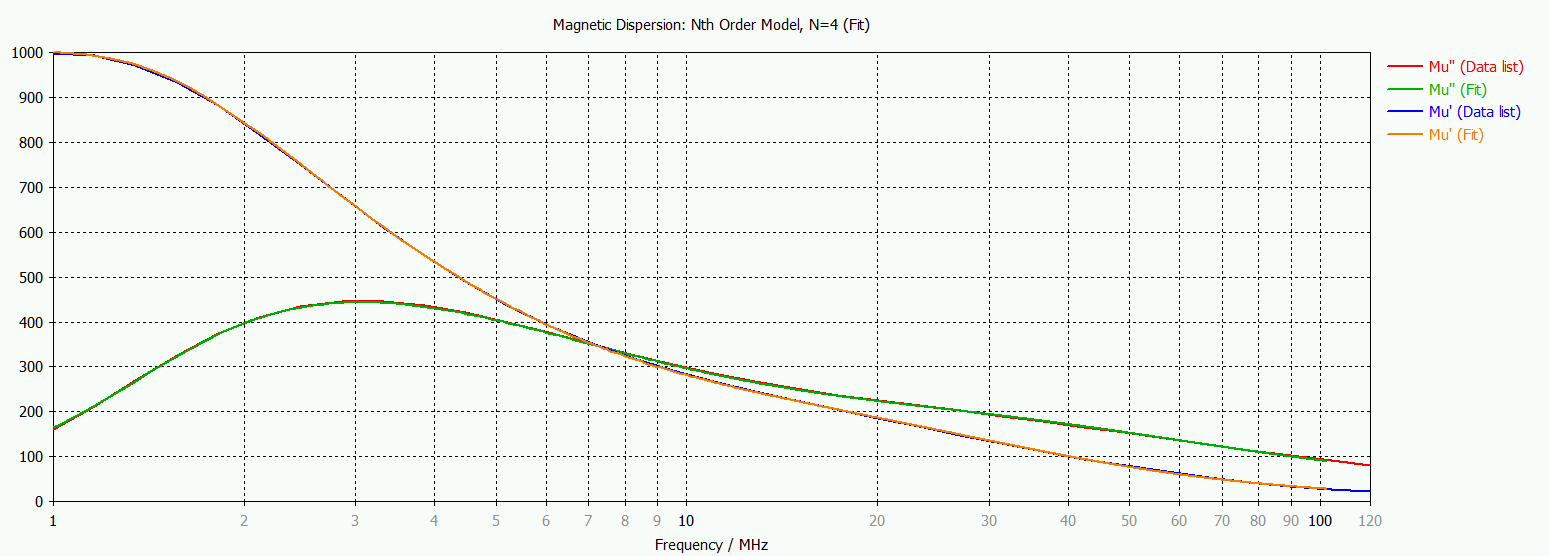 Magnetic Dispersion: Nth Order Model, N=4 (Fit)
1000
900
800
700
600
500
400
300
200
100
0
1 2 3 4 5 6 7 8 9 10 20 30 40 50 60 70 80 90 100 120
Frequency / MHz
Mu'' (Data list)
Mu'' (Fit)
Mu' (Data list)
Mu' (Fit)